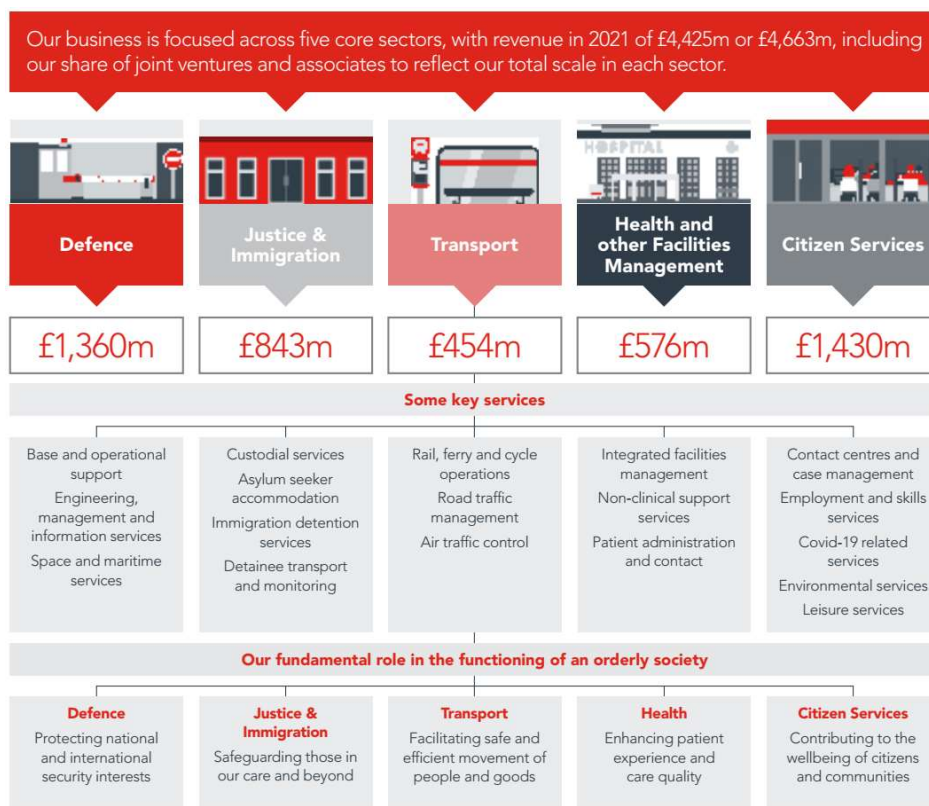 Our business is focused across five core sectors, with revenue in 2021 of £4,425m or £4,663m, including
our share of joint ventures and associates to reflect our total scale in each sector.
HOSPITAL
Defence
Justice &
Immigration
Transport
Health and
other Facilities
Management
Citizen Services
£1,360m
£843m
£454m
£576m
£1,430m
Some key services
Base and operational
support
Engineering,
management and
information services
Space and maritime
services
Custodial services
Asylum seeker
accommodation
Immigration detention
services
Detainee transport
and monitoring
Rail, ferry and cycle
operations
Road traffic
management
Air traffic control
Integrated facilities
management
Non-clinical support
services
Patient administration
and contact
Contact centres and
case management
Employment and skills
services
Covid-19 related
services
Environmental services
Leisure services
Our fundamental role in the functioning of an orderly society
Defence
Protecting national
and international
security interests
Justice &
Immigration
Safeguarding those in
our care and beyond
Transport
Facilitating safe and
efficient movement of
people and goods
Health
Enhancing patient
experience and
care quality
Citizen Services
Contributing to the
wellbeing of citizens
and communities